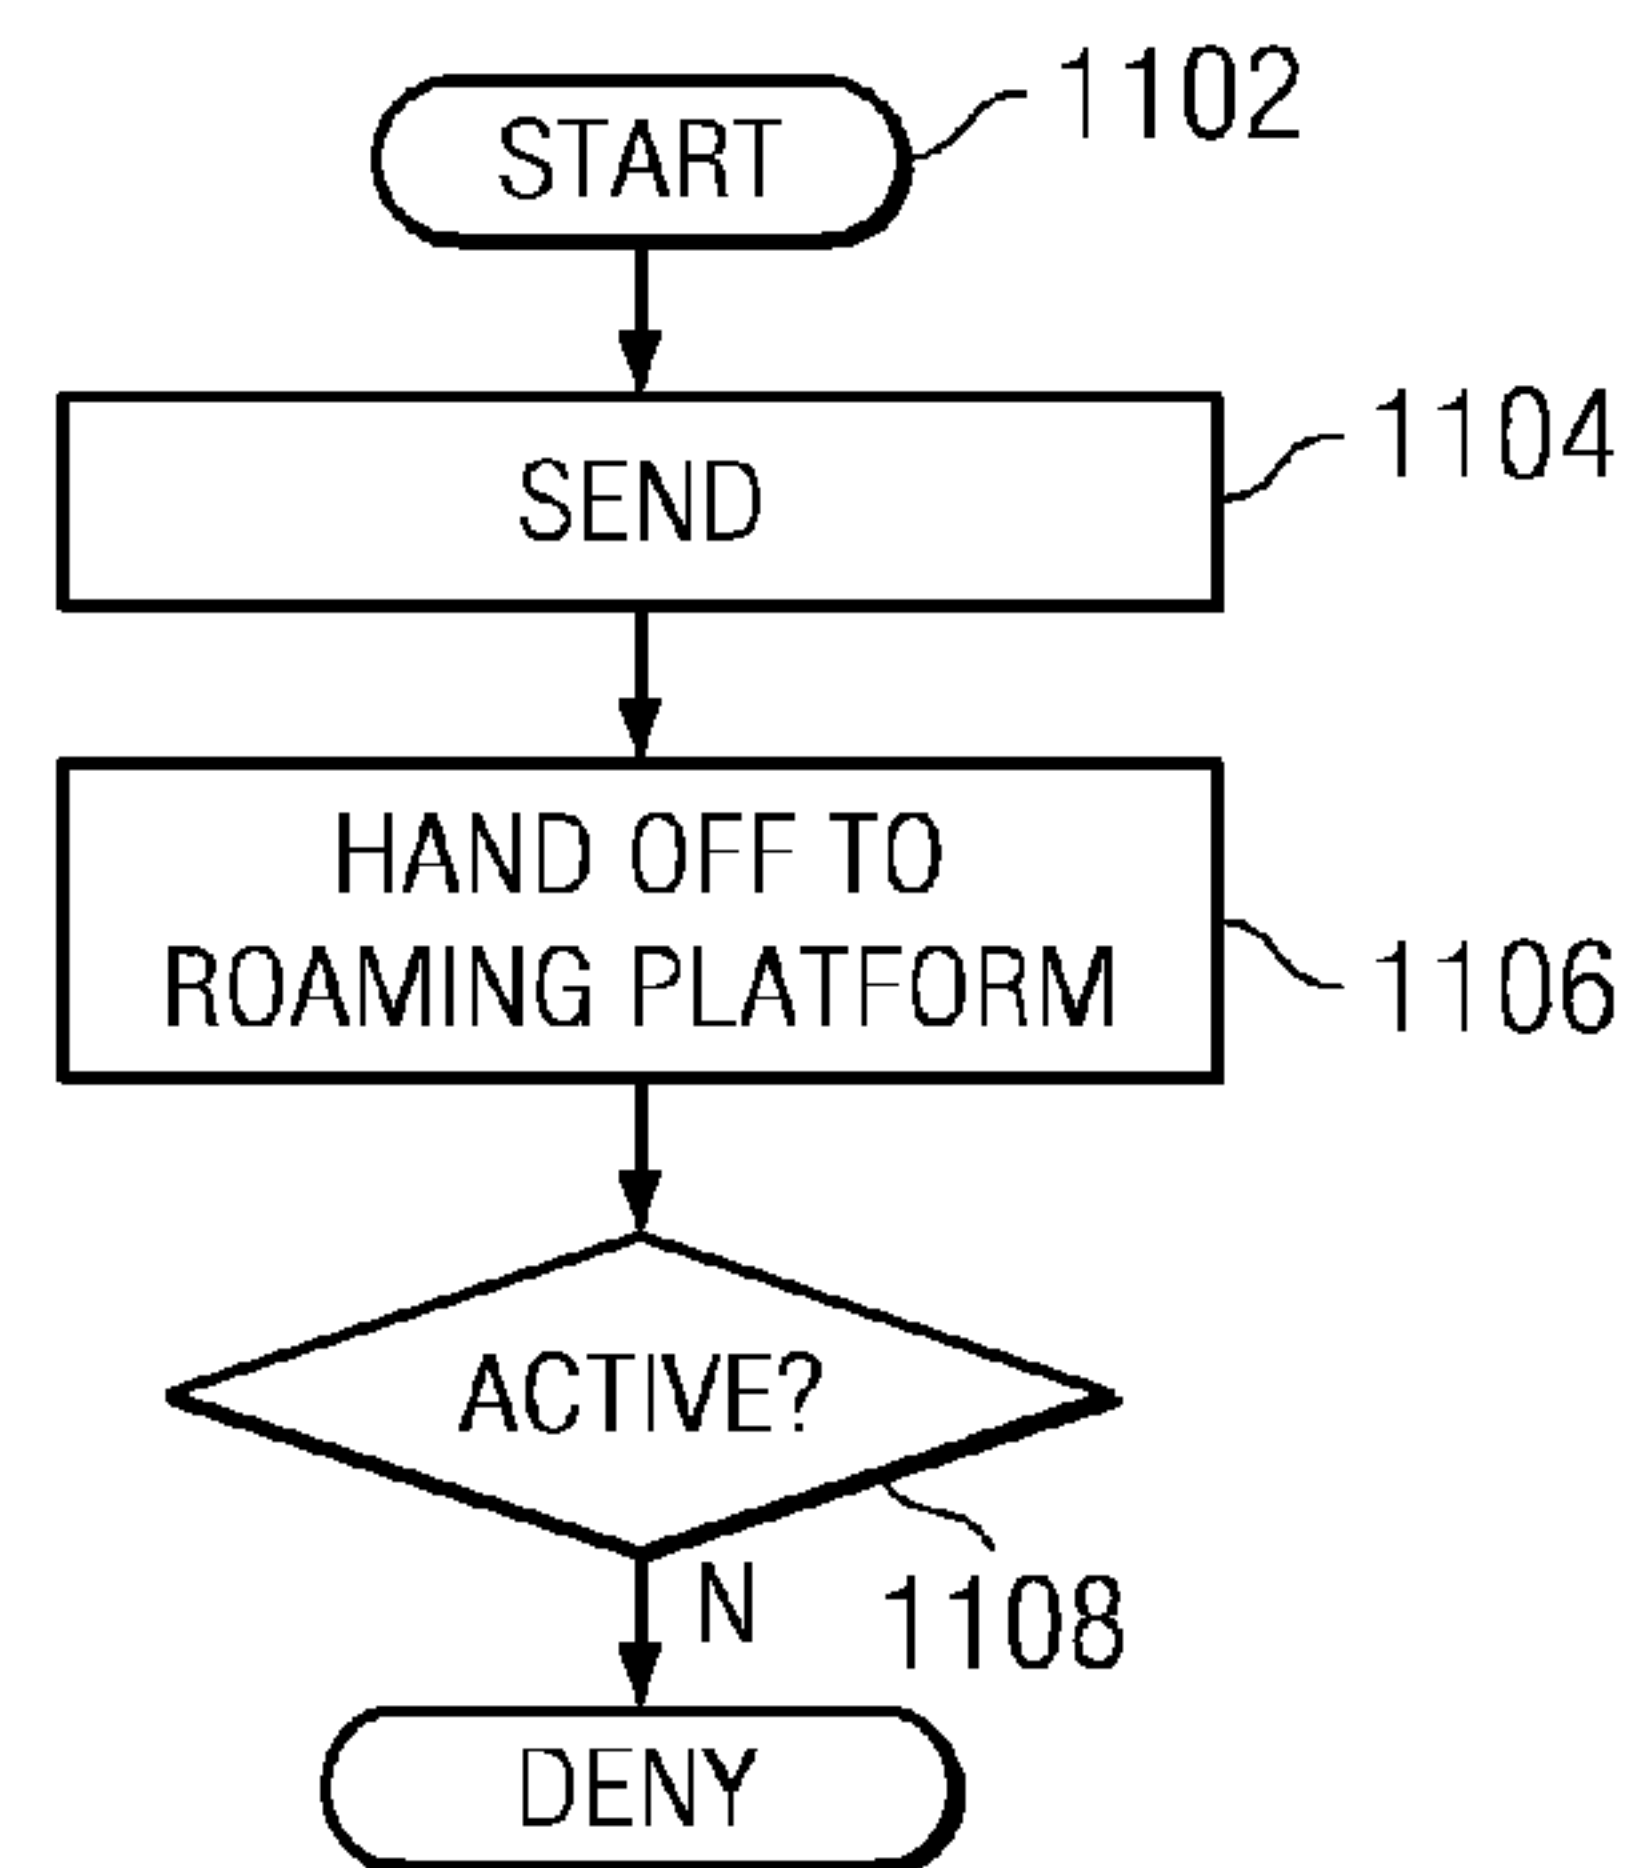 START
1102
SEND
1104
HAND OFF TO
ROAMING PLATFORM
1106
ACTIVE?
1108
N
DENY